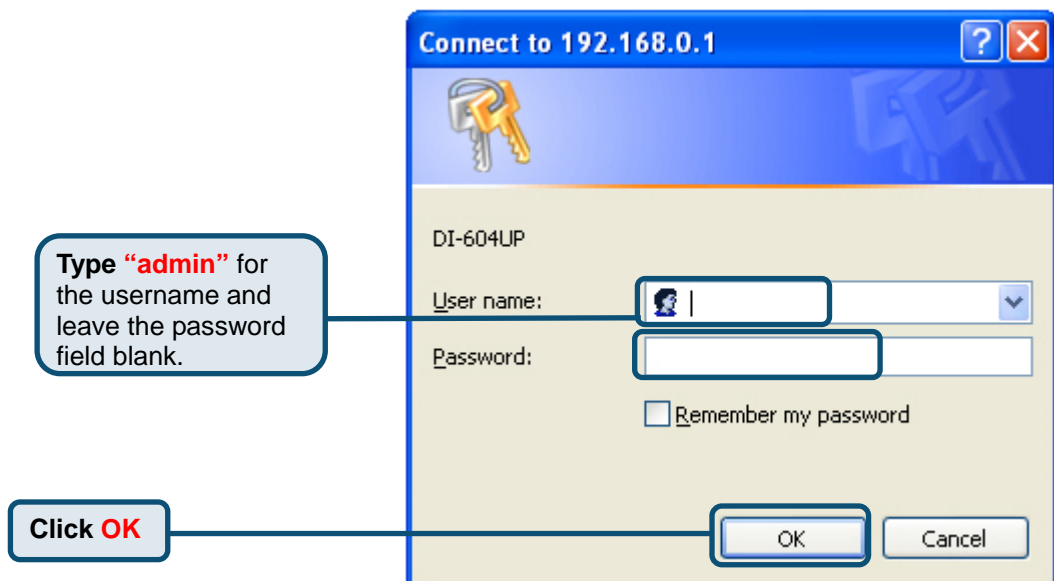 Connect to 192.168.0.1
DI-604UP
Type “admin” for
the username and
leave the password
field blank.
User name:
Password:
Remember my password
Click OK
OK
Cancel